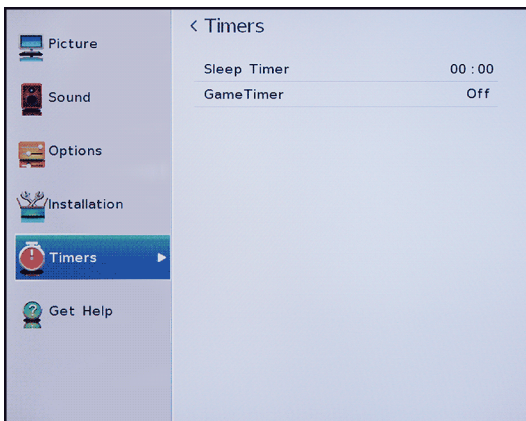 Picture
Sound
Options
Installation
Timers
Get Help
< Timers
Sleep Timer 00 : 00
GameTimer Off